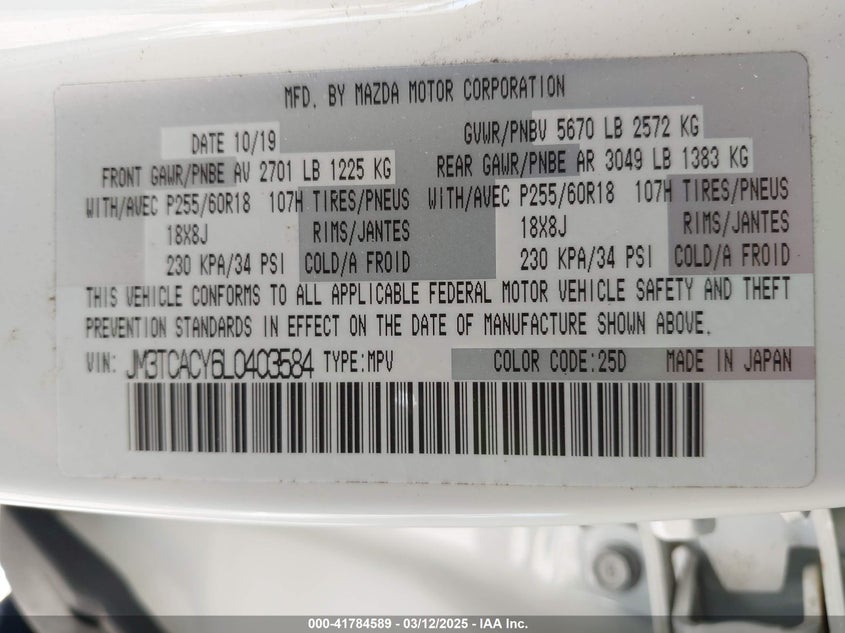 MFD. BY MAZDA MOTOR CORPORATION
DATE 10/19 GVWR/PNBV 5670 LB 2572 KG
FRONT GAWR/PNBE AV 2701 LB 1225 KG REAR GAWR/PNBE AR 3049 LB 1383 KG
WITH/AVEC P255/60R18 107H TIRES/PNEUS WITH/AVEC P255/60R18 107H TIRES/PNEUS
18X8J RIMS/JANTES 18X8J RIMS/JANTES
230 KPA/34 PSI COLD/A FROID 230 KPA/34 PSI COLD/A FROID
THIS VEHICLE CONFORMS TO ALL APPLICABLE FEDERAL MOTOR VEHICLE SAFETY AND THEFT
PREVENTION STANDARDS IN EFFECT ON THE DATE OF MANUFACTURE SHOWN ABOVE.
VIN: JM3TCACY6L0403584 TYPE:MPV COLOR CODE:25D MADE IN JAPAN
000-41784589 - 03/12/2025 - IAA Inc.